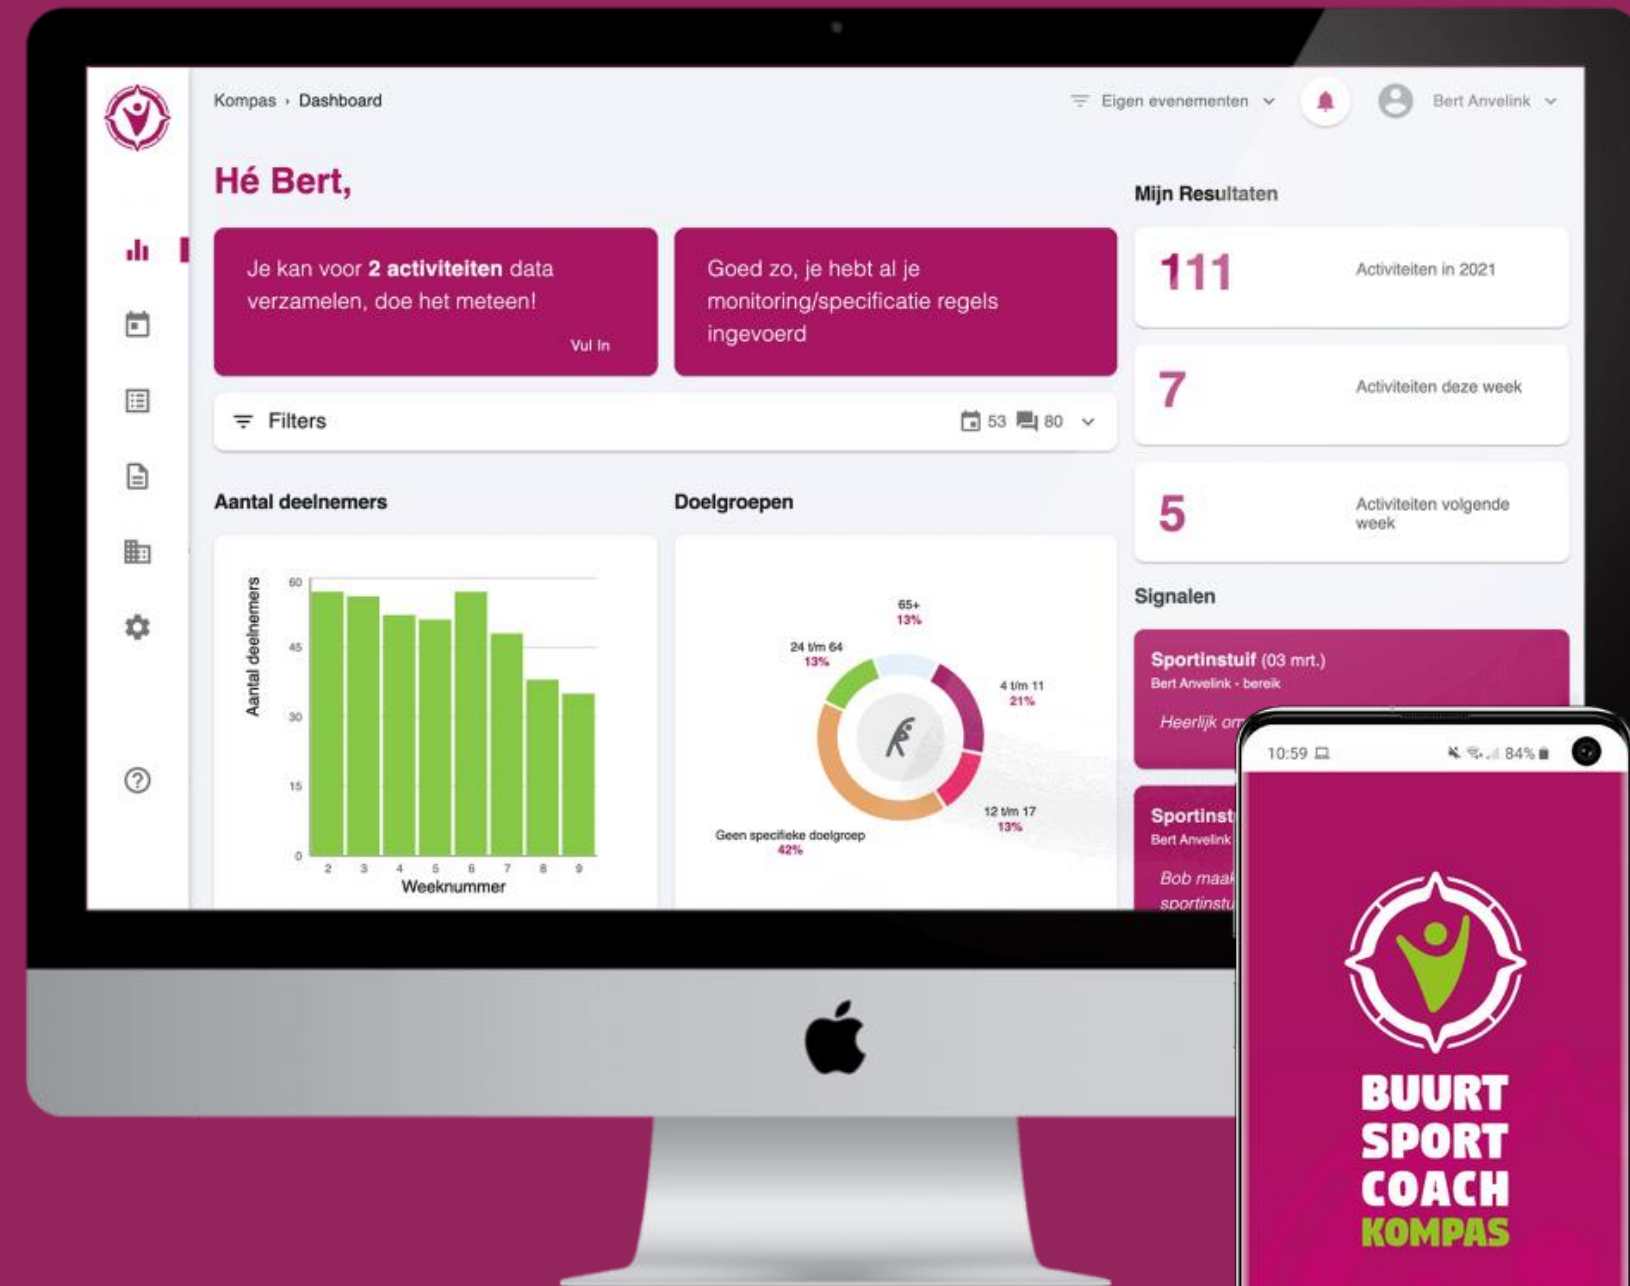 Kompas › Dashboard
Eigen evenementen
Bert Anvelink
Hé Bert,
Je kan voor 2 activiteiten data
verzamelen, doe het meteen!
Vul In
Goed zo, je hebt al je
monitoring/specificatie regels
ingevoerd
Filters
53
80
Aantal deelnemers
Aantal deelnemers
60
45
30
15
0
2 3 4 5 6 7 8 9
Weeknummer
Doelgroepen
65+
13%
24 t/m 64
13%
4 t/m 11
21%
12 t/m 17
13%
Geen specifieke doelgroep
42%
Mijn Resultaten
111
Activiteiten in 2021
7
Activiteiten deze week
5
Activiteiten volgende
week
Signalen
Sportinstuif (03 mrt.)
Bert Anvelink - bereik
Heerlijk om
Sportinst
Bert Anvelink
Bob maak
sportinstu
10:59
84%
BUURT
SPORT
COACH
KOMPAS